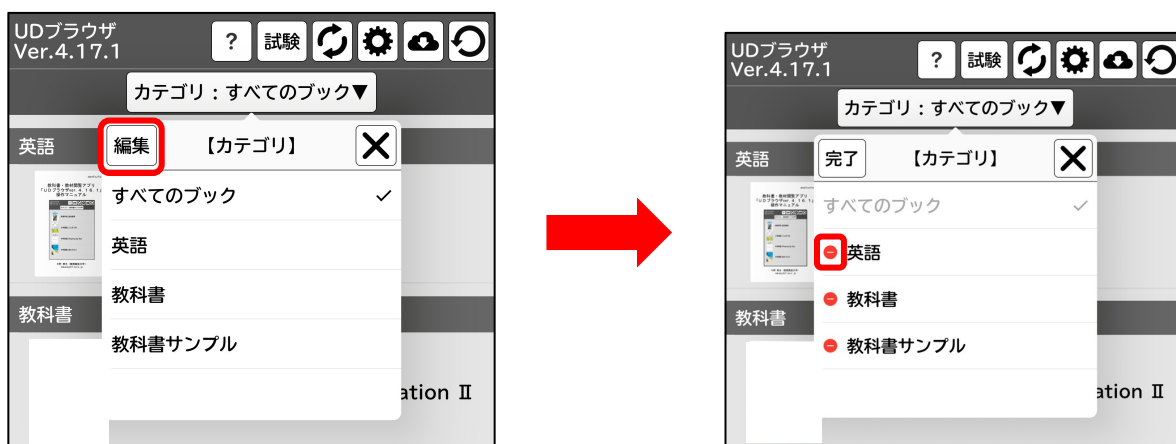 UDブラウザ
Ver.4.17.1
? 試験
カテゴリ：すべてのブック▼
英語
編集 【カテゴリ】
すべてのブック ✓
英語
教科書
教科書
教科書サンプル
ation Ⅱ
UDブラウザ
Ver.4.17.1
? 試験
カテゴリ：すべてのブック▼
英語
完了 【カテゴリ】
すべてのブック ✓
英語
教科書
教科書
教科書サンプル
ation Ⅱ